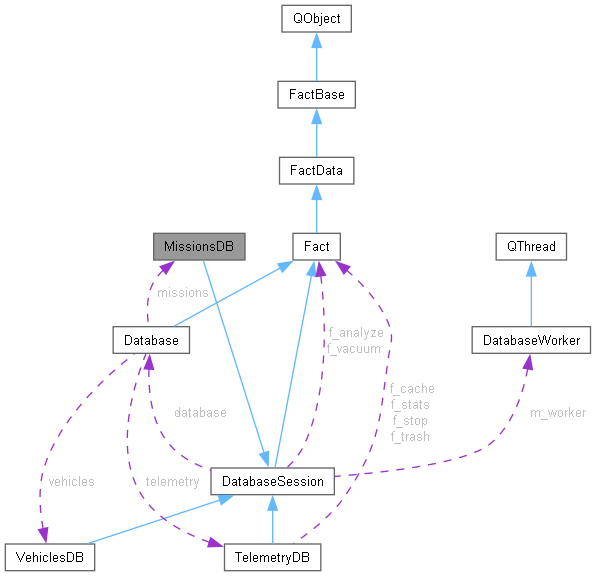 QObject
FactBase
FactData
MissionsDB
Fact
QThread
missions
Database
f_analyze
f_vacuum
DatabaseWorker
f_cache
f_stats
f_stop
f_trash
database
m_worker
vehicles
telemetry
DatabaseSession
VehiclesDB
TelemetryDB